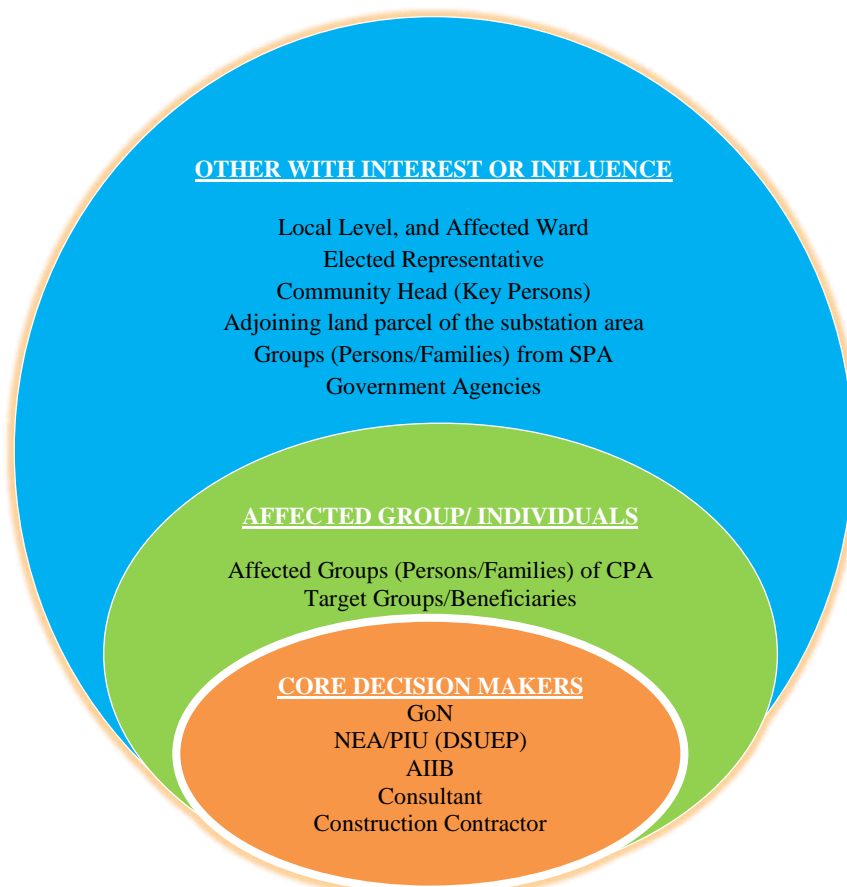 OTHER WITH INTEREST OR INFLUENCE
Local Level, and Affected Ward
Elected Representative
Community Head (Key Persons)
Adjoining land parcel of the substation area
Groups (Persons/Families) from SPA
Government Agencies
AFFECTED GROUP/ INDIVIDUALS
Affected Groups (Persons/Families) of CPA
Target Groups/Beneficiaries
CORE DECISION MAKERS
GoN
NEA/PIU (DSUEP)
AIIB
Consultant
Construction Contractor